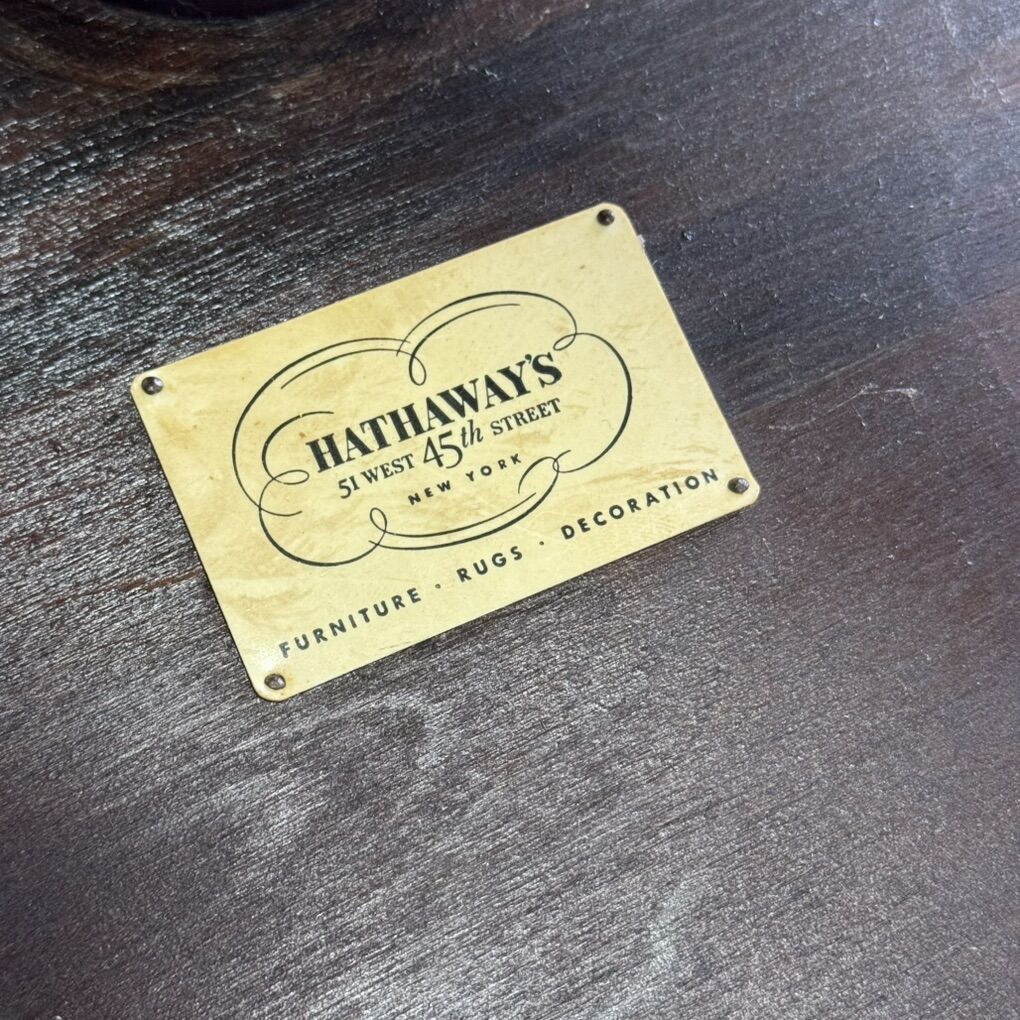 HATHAWAY'S
51 WEST 45th STREET
NEW YORK
FURNITURE · RUGS · DECORATION